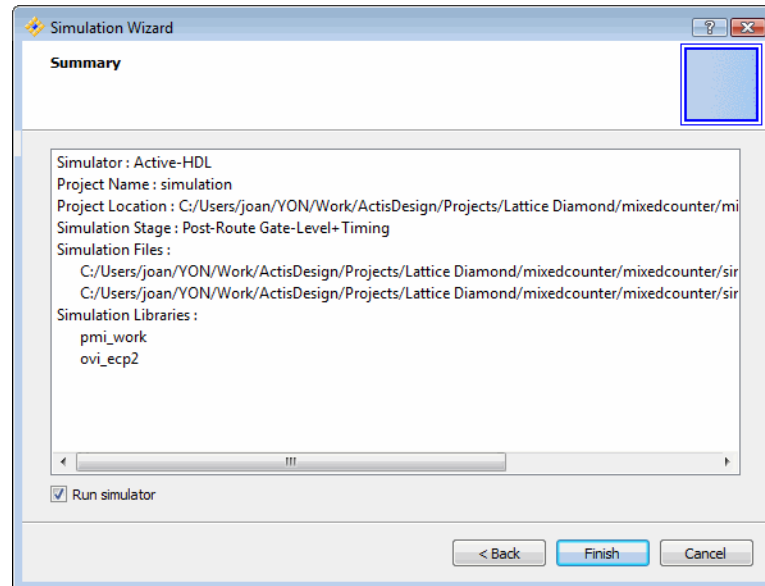 Simulation Wizard
Summary
Simulator : Active-HDL
Project Name : simulation
Project Location : C:/Users/joan/YON/Work/ActisDesign/Projects/Lattice Diamond/mixedcounter/mi
Simulation Stage : Post-Route Gate-Level+Timing
Simulation Files :
C:/Users/joan/YON/Work/ActisDesign/Projects/Lattice Diamond/mixedcounter/mixedcounter/sir
C:/Users/joan/YON/Work/ActisDesign/Projects/Lattice Diamond/mixedcounter/mixedcounter/sir
Simulation Libraries :
pmi_work
ovi_ecp2
Run simulator
< Back Finish Cancel